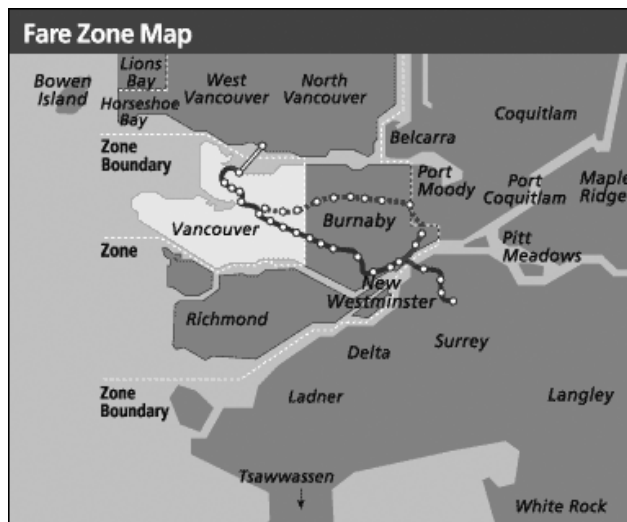 Fare Zone Map
Lions
Bay
Bowen
Island
West
Vancouver
North
Vancouver
Horseshoe
Bay
Coquitlam
Belcarra
Zone
Boundary
Port
Moody
Port
Coquitlam
Maple
Ridge
Vancouver
Burnaby
Pitt
Meadows
Zone
New
Westminster
Richmond
Surrey
Delta
Zone
Boundary
Ladner
Langley
Tsawwassen
White Rock